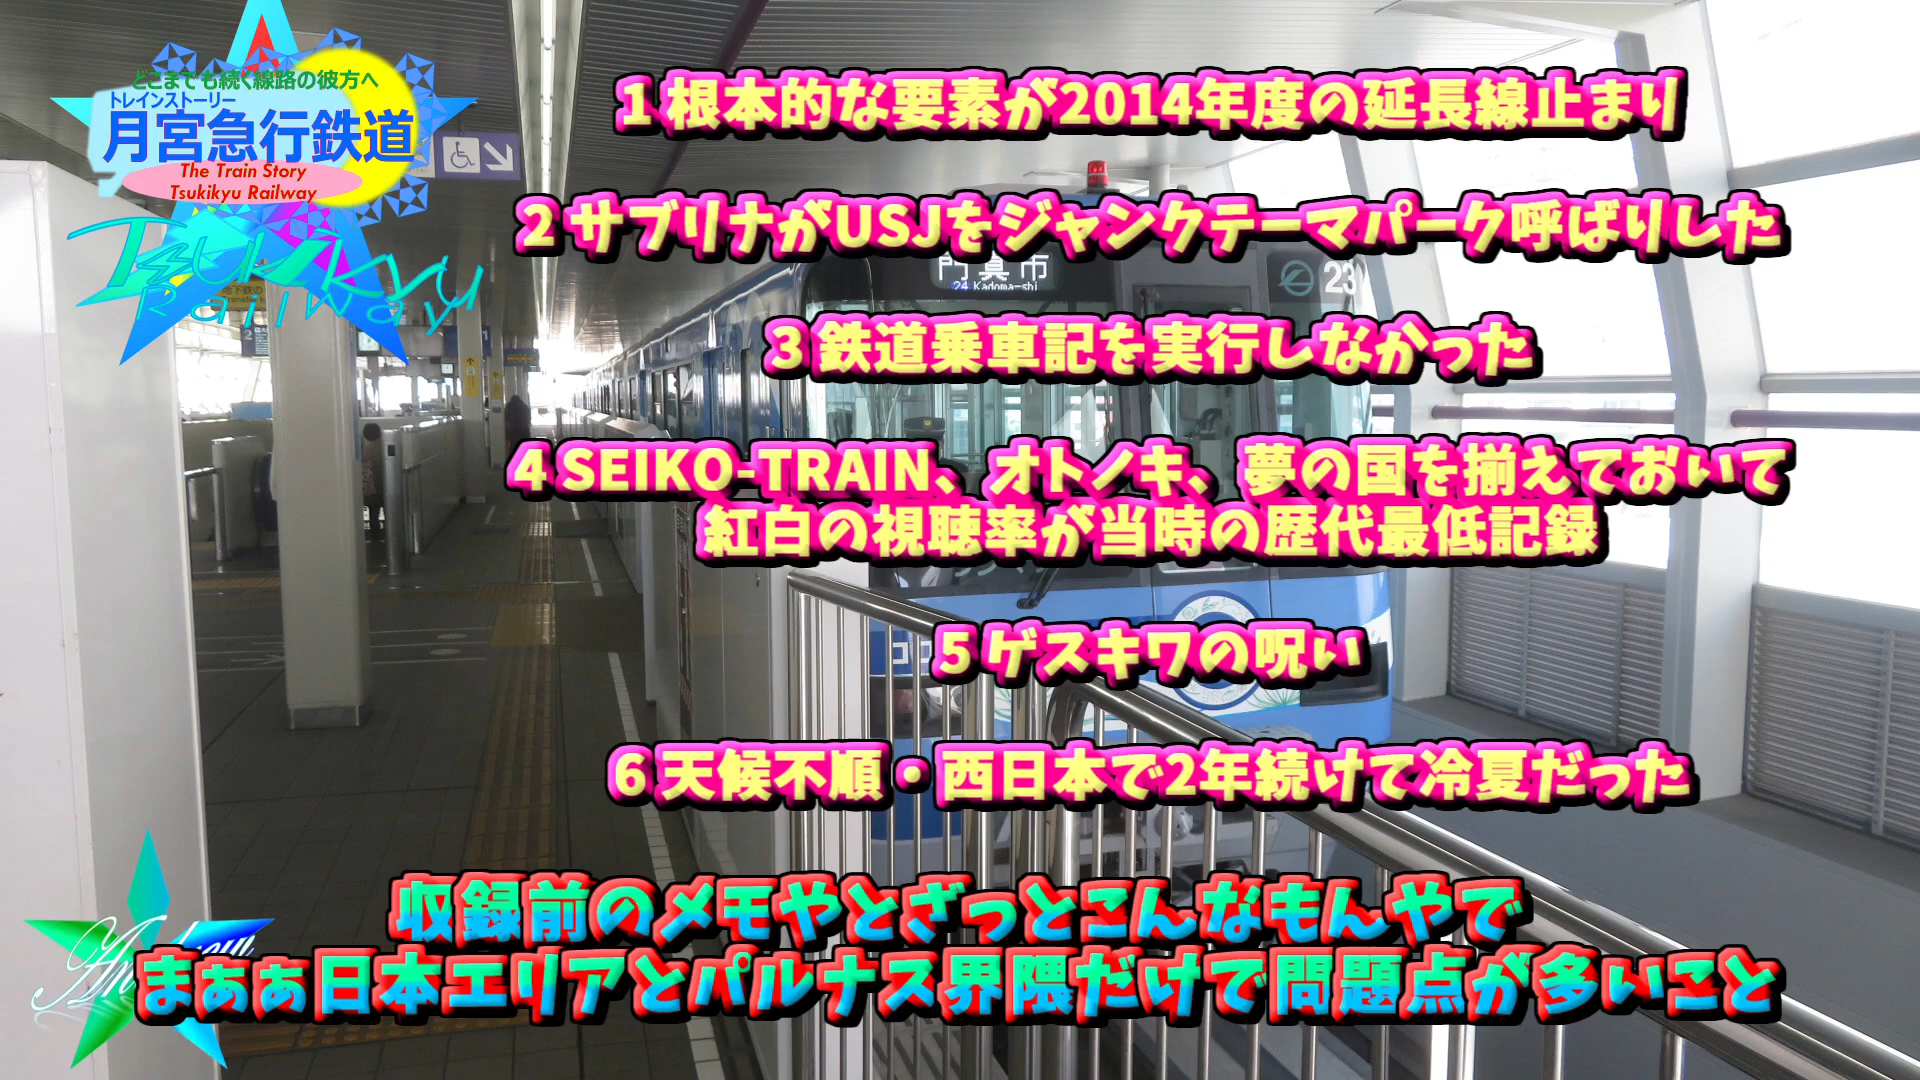 どこまでも続く線路の彼方へ
トレインストーリー
月宮急行鉄道
The Train Story
Tsukikyu Railway
Tsukikyu
Railway
1 根本的な要素が2014年度の延長線止まり
2 サブリナがUSJをジャンクテーマパーク呼ばりした
門真市
24 Kadoma-shi
23
3 鉄道乗車記を実行しなかった
4 SEIKO-TRAIN、オトノキ、夢の国を揃えておいて
紅白の視聴率が当時の歴代最低記録
5 ゲスキワの呪い
6 天候不順・西日本で2年続けて冷夏だった
収録前のメモやとざっとこんなもんやで
まぁぁ日本エリアとパルナス界隈だけで問題点が多いこと